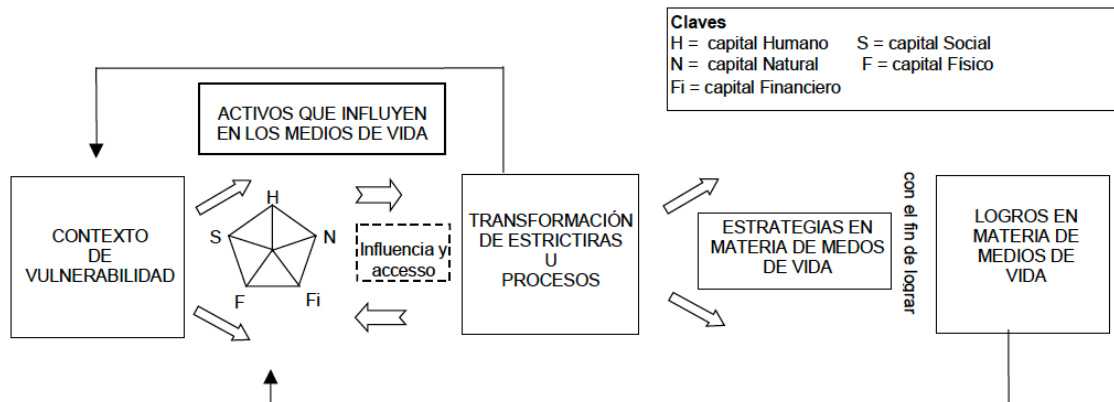 Claves
H = capital Humano S = capital Social
N = capital Natural F = capital Físico
Fi = capital Financiero
ACTIVOS QUE INFLUYEN
EN LOS MEDIOS DE VIDA
CONTEXTO
DE
VULNERABILIDAD
H
S
N
F
Fi
Influencia y
accesso
TRANSFORMACIÓN
DE ESTRICTIRAS
U
PROCESOS
ESTRATEGIAS EN
MATERIA DE MEDOS
DE VIDA
con el fin de lograr
LOGROS EN
MATERIA DE
MEDIOS DE
VIDA